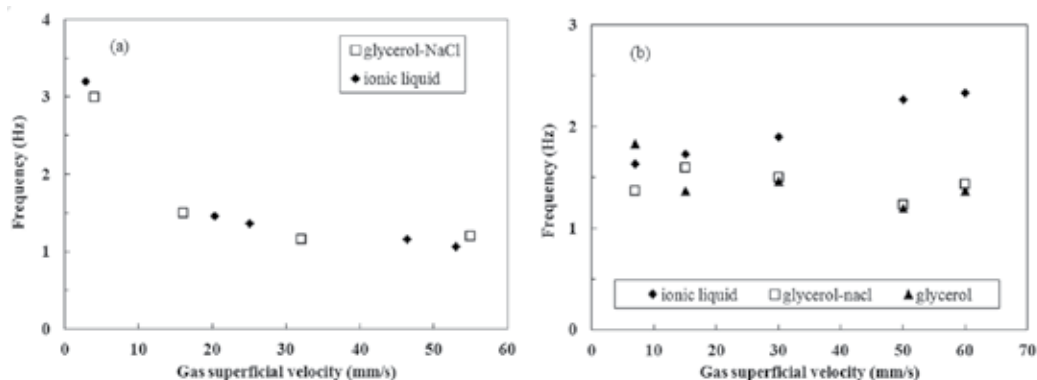 (a)
glycerol-NaCl
ionic liquid
Frequency (Hz)
4
3
2
1
0
0 10 20 30 40 50 60
Gas superficial velocity (mm/s)
(b)
Frequency (Hz)
3
2
1
0
ionic liquid glycerol-nacl glycerol
0 10 20 30 40 50 60 70
Gas superficial velocity (mm/s)